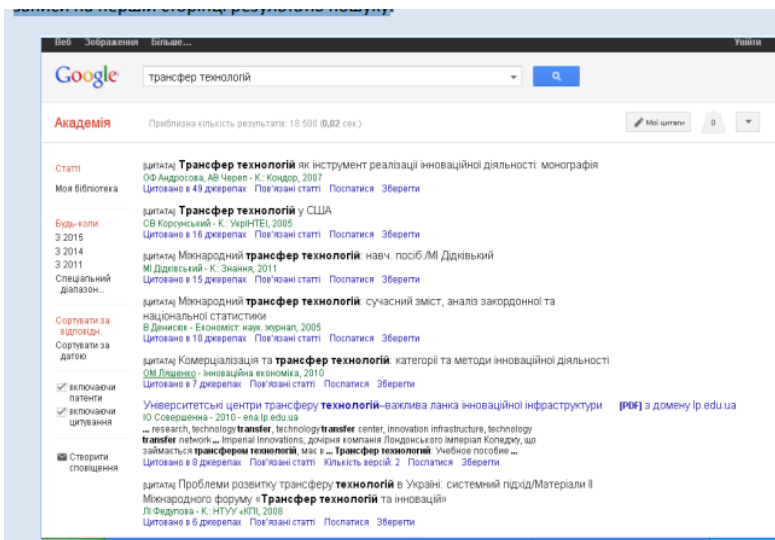 записи на першій сторінці результатів пошуку.
Веб Зображення Більше... Увійти
Google трансфер технологій
Академія Приблизна кількість результатів: 18 500 (0,02 сек.) Мої цитати 0
Статті
Моя бібліотека
Будь-коли
З 2015
З 2014
З 2011
Спеціальний
діапазон...
Сортувати за
відповідн.
Сортувати за
датою
включаючи
патенти
включаючи
цитування
Створити
сповіщення
[ЦИТАТА] Трансфер технологій як інструмент реалізації інноваційної діяльності: монографія
ОФ Андросова, АВ Череп - К.: Кондор, 2007
Цитовано в 49 джерелах Пов'язані статті Послатися Зберегти
[ЦИТАТА] Трансфер технологій у США
СВ Корсунський - К.: УкрІНТЕІ, 2005
Цитовано в 16 джерелах Пов'язані статті Послатися Зберегти
[ЦИТАТА] Міжнародний трансфер технологій: навч. посіб./МІ Дідківький
МІ Дідківський - К.: Знання, 2011
Цитовано в 15 джерелах Пов'язані статті Послатися Зберегти
[ЦИТАТА] Міжнародний трансфер технологій: сучасний зміст, аналіз закордонної та
національної статистики
В Денисюк - Економіст: наук. журнал, 2005
Цитовано в 10 джерелах Пов'язані статті Послатися Зберегти
[ЦИТАТА] Комерціалізація та трансфер технологій: категорії та методи інноваційної діяльності
ОМ Ляшенко - Інноваційна економіка, 2010
Цитовано в 7 джерелах Пов'язані статті Послатися Зберегти
Університетські центри трансферу технологій–важлива ланка інноваційної інфраструктури [PDF] з домену lp.edu.ua
ІО Совершенна - 2010 - ena.lp.edu.ua
... research, technology transfer, technology transfer center, innovation infrastructure, technology
transfer network ... Imperial Innovations, дочірня компанія Лондонського Імперіал Коледжу, що
займається трансфером технологій, має в ... Трансфер технологий: Учебное пособие ...
Цитовано в 8 джерелах Пов'язані статті Кількість версій: 2 Послатися Зберегти
[ЦИТАТА] Проблеми розвитку трансферу технологій в Україні: системний підхід/Матеріали ІІ
Міжнародного форуму «Трансфер технологій та інновацій»
ЛІ Федулова - К.: НТУУ «КПІ, 2008
Цитовано в 6 джерелах Пов'язані статті Послатися Зберегти